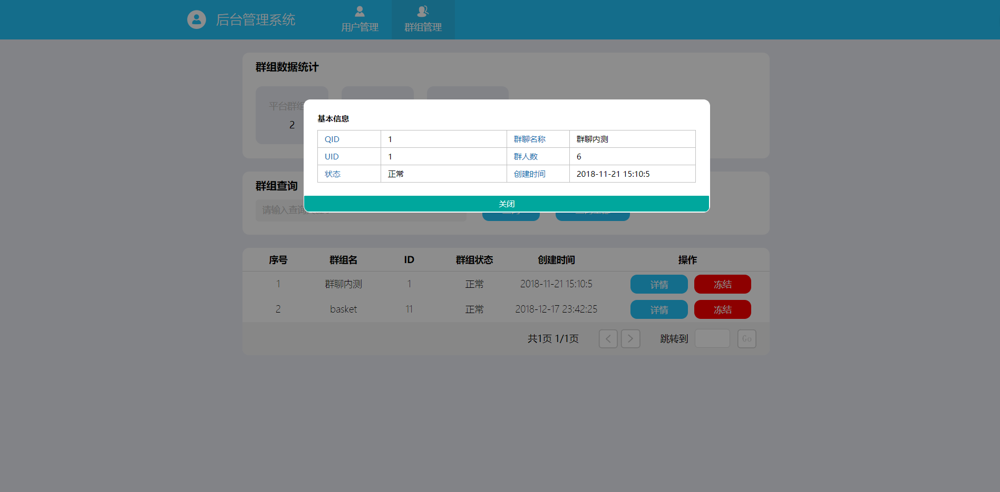 后台管理系统
用户管理
群组管理
群组数据统计
平台群组
2
基本信息
QID 1 群聊名称 群聊内测
UID 1 群人数 6
状态 正常 创建时间 2018-11-21 15:10:5
关闭
群组查询
请输入查询
序号 群组名 ID 群组状态 创建时间 操作
1 群聊内测 1 正常 2018-11-21 15:10:5 详情 冻结
2 basket 11 正常 2018-12-17 23:42:25 详情 冻结
共1页 1/1页 < > 跳转到 Go